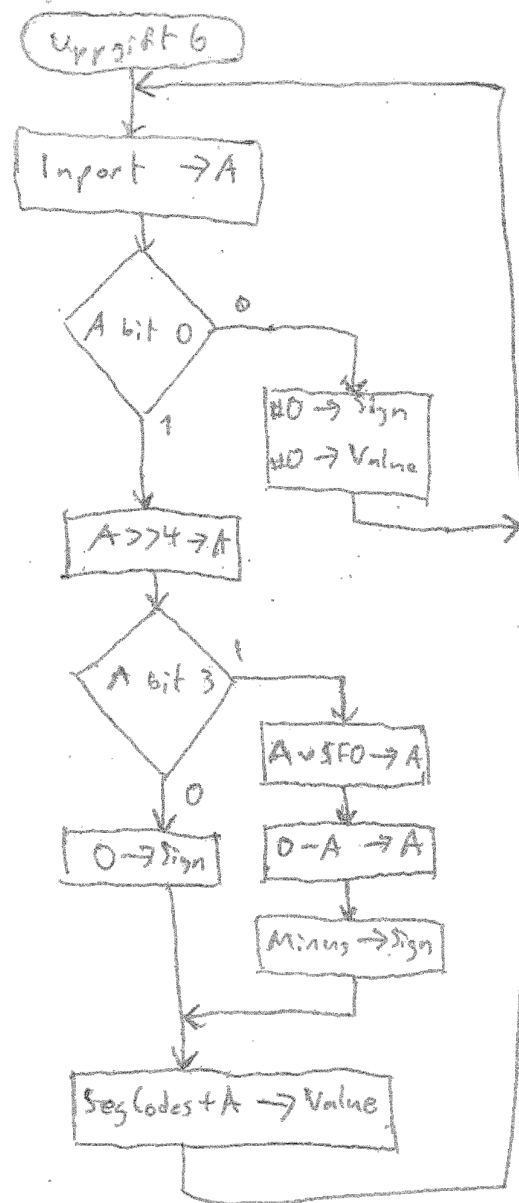 Uppgift 6
Inport → A
A bit 0
0
1
#0 → Sign
#0 → Value
A>>4 → A
A bit 3
1
0
A ∨ $F0 → A
0 → Sign
0-A → A
Minus → Sign
SegCodes+A → Value